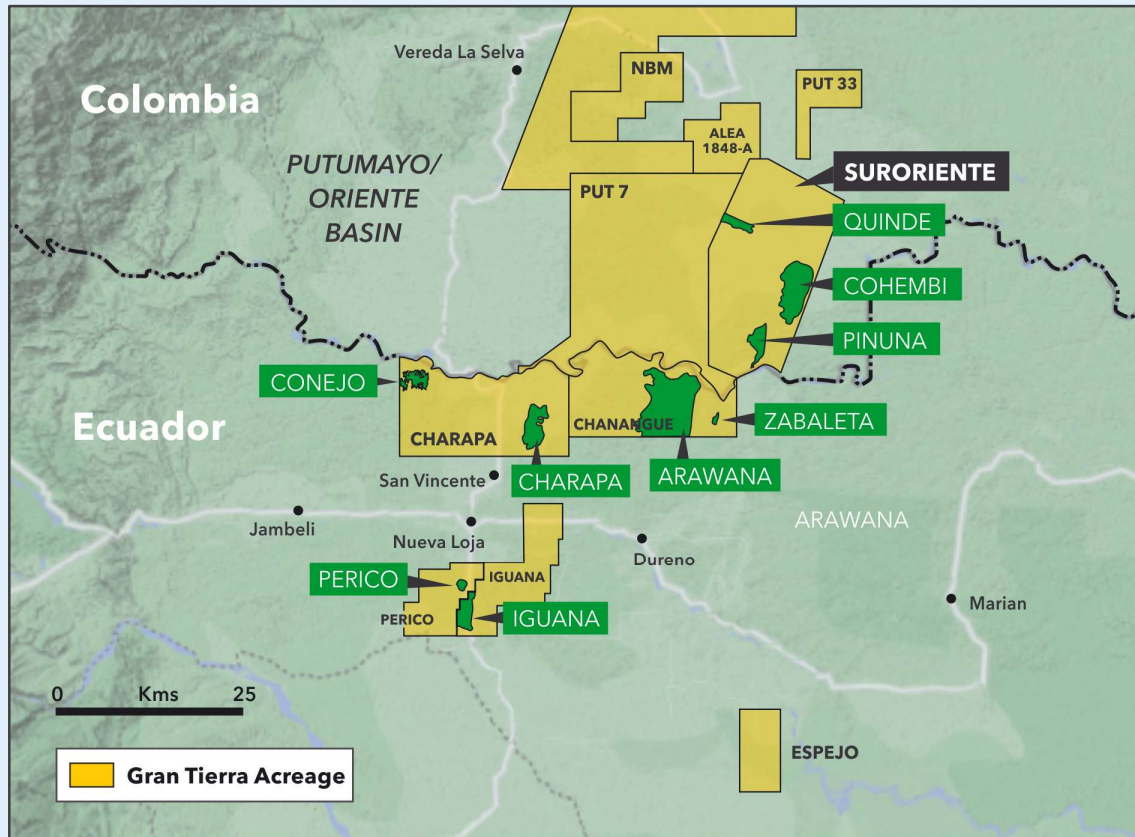 Vereda La Selva
NBM
PUT 33
Colombia
ALEA
1848-A
PUTUMAYO/
ORIENTE
BASIN
PUT 7
SURORIENTE
QUINDE
COHEMBI
PINUNA
CONEJO
Ecuador
CHARAPA
CHANANGUE
ZABALETA
San Vincente
CHARAPA
ARAWANA
Jambeli
Nueva Loja
Dureno
ARAWANA
PERICO
IGUANA
PERICO
IGUANA
Marian
0 Kms 25
ESPEJO
Gran Tierra Acreage